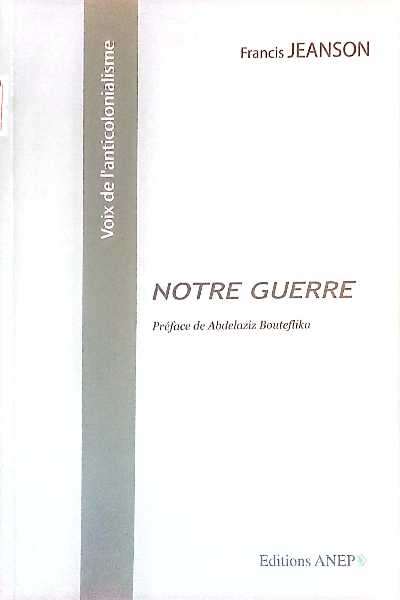 Francis JEANSON
Voix de l'anticolonialisme
NOTRE GUERRE
Préface de Abdelaziz Bouteflika
Editions ANEP®